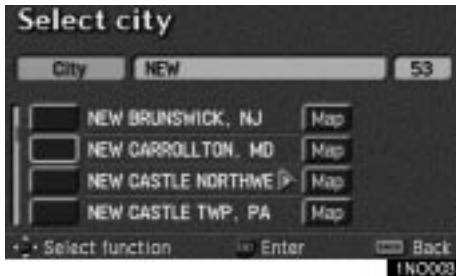 Select city
City NEW 53
NEW BRUNSWICK, NJ Map
NEW CARROLLTON, MD Map
NEW CASTLE NORTHWE Map
NEW CASTLE TWP, PA Map
Select function Enter Back
1NO003